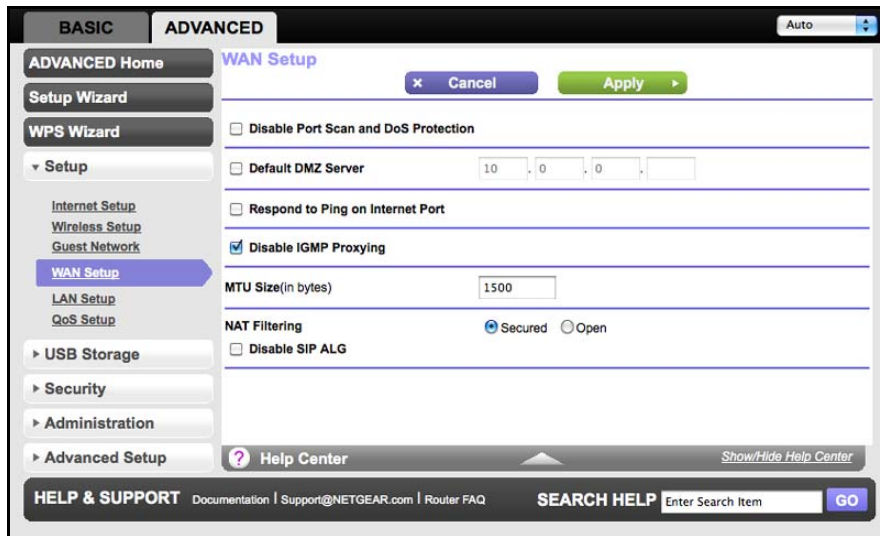 BASIC
ADVANCED
Auto
ADVANCED Home
Setup Wizard
WPS Wizard
Setup
Internet Setup
Wireless Setup
Guest Network
WAN Setup
LAN Setup
QoS Setup
USB Storage
Security
Administration
Advanced Setup
WAN Setup
Cancel
Apply
Disable Port Scan and DoS Protection
Default DMZ Server 10 . 0 . 0 .
Respond to Ping on Internet Port
Disable IGMP Proxying
MTU Size(in bytes) 1500
NAT Filtering Secured Open
Disable SIP ALG
? Help Center Show/Hide Help Center
HELP & SUPPORT Documentation | Support@NETGEAR.com | Router FAQ SEARCH HELP Enter Search Item GO